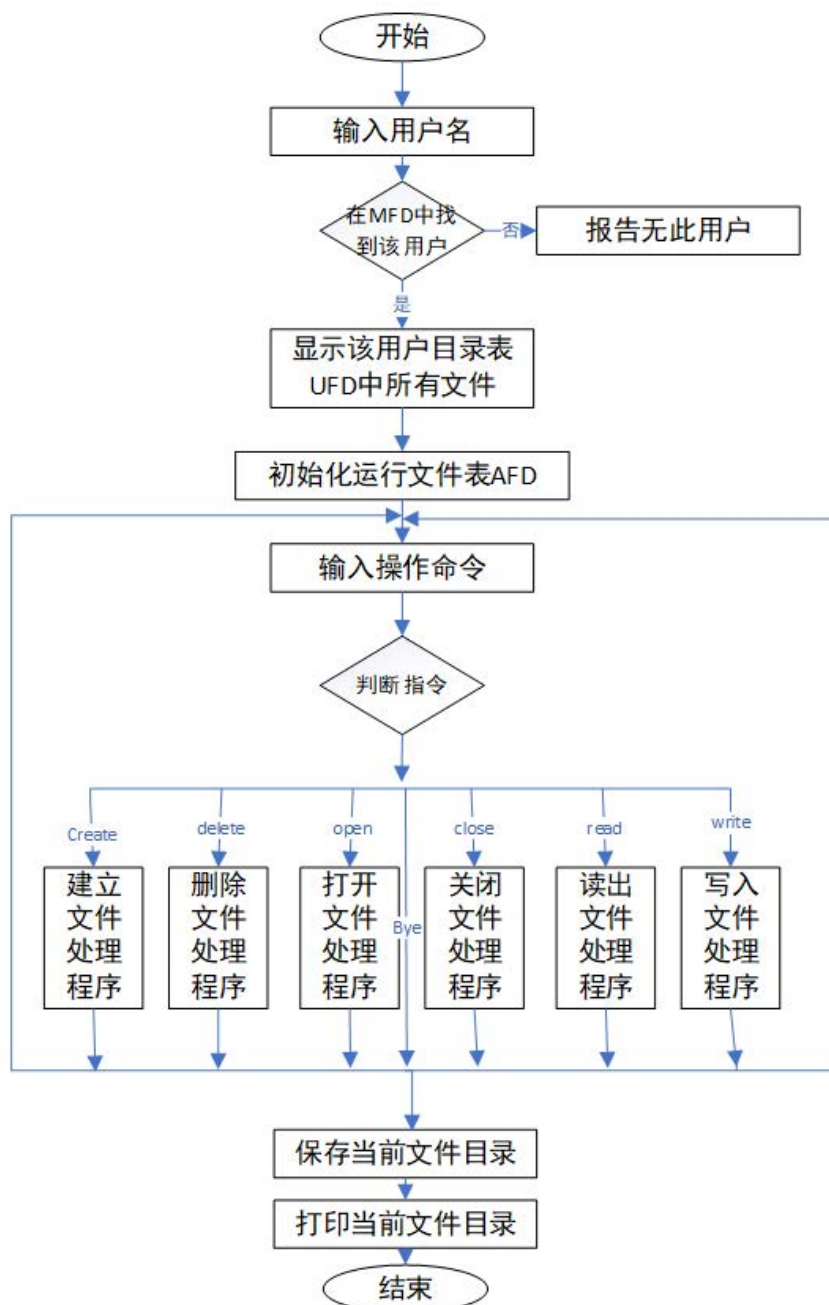 开始
输入用户名
在MFD中找
到该用户
否
报告无此用户
是
显示该用户目录表
UFD中所有文件
初始化运行文件表AFD
输入操作命令
判断指令
Create
delete
open
close
read
write
建立
文件
处理
程序
删除
文件
处理
程序
打开
文件
处理
程序
Bye
关闭
文件
处理
程序
读出
文件
处理
程序
写入
文件
处理
程序
保存当前文件目录
打印当前文件目录
结束